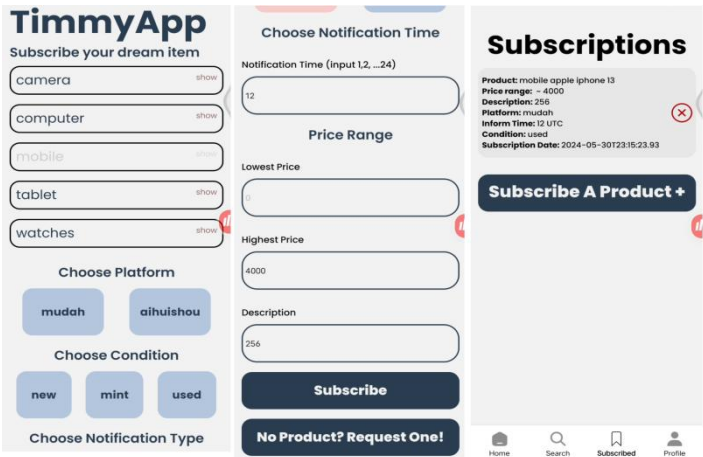 TimmyApp
Subscribe your dream item
camera show
computer show
mobile show
tablet show
watches show
Choose Platform
mudah aihuishou
Choose Condition
new mint used
Choose Notification Type
Choose Notification Time
Notification Time (input 1,2, ...24)
12
Price Range
Lowest Price
0
Highest Price
4000
Description
256
Subscribe
No Product? Request One!
Subscriptions
Product: mobile apple iphone 13
Price range: ~ 4000
Description: 256
Platform: mudah
Inform Time: 12 UTC
Condition: used
Subscription Date: 2024-05-30T23:15:23.93
Subscribe A Product +
Home Search Subscribed Profile